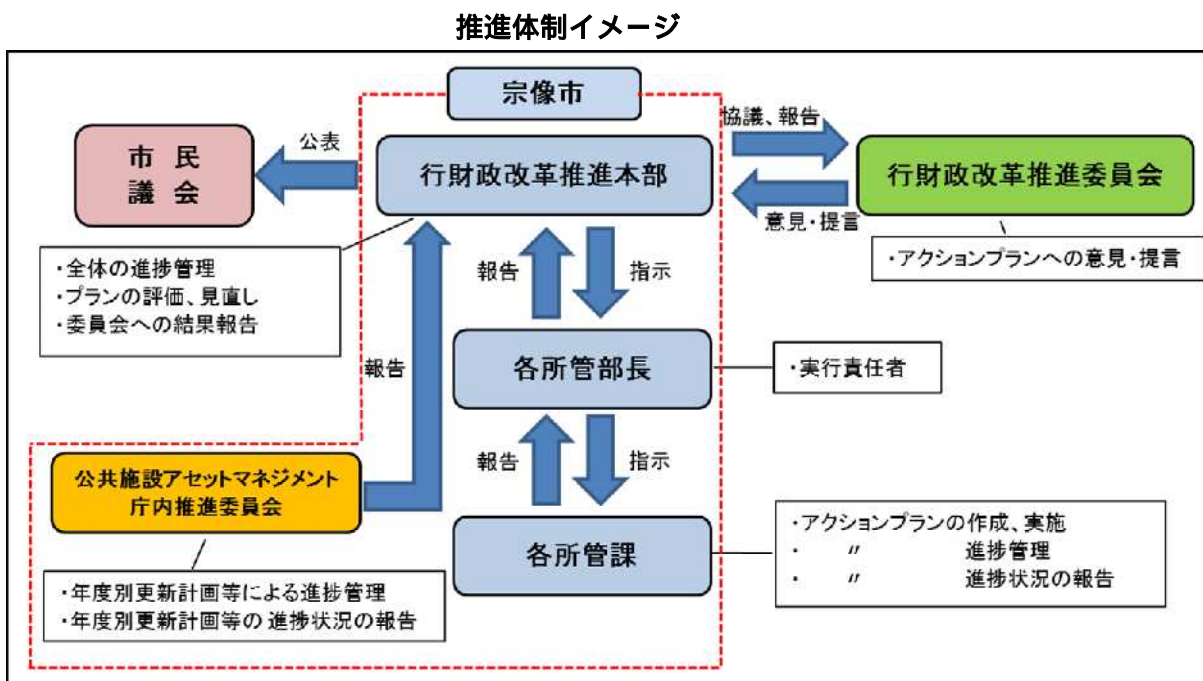 推進体制イメージ
宗像市
市　民
議　会
公表
行財政改革推進本部
協議、報告
意見・提言
行財政改革推進委員会
・アクションプランへの意見・提言
・全体の進捗管理
・プランの評価、見直し
・委員会への結果報告
報告
指示
報告
各所管部長
・実行責任者
報告
指示
公共施設アセットマネジメント
庁内推進委員会
各所管課
・アクションプランの作成、実施
・　　〃　　　　　進捗管理
・　　〃　　　　　進捗状況の報告
・年度別更新計画等による進捗管理
・年度別更新計画等の進捗状況の報告